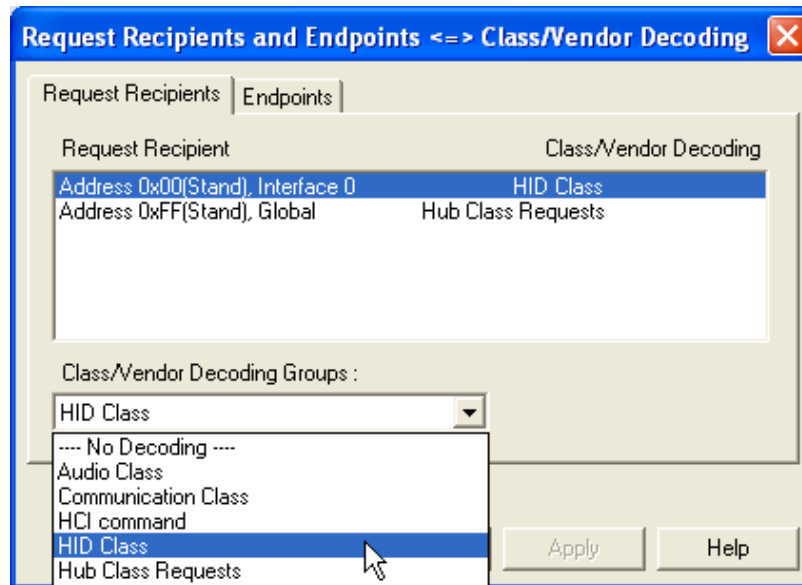 Request Recipients and Endpoints <=> Class/Vendor Decoding
Request Recipients Endpoints
Request Recipient Class/Vendor Decoding
Address 0x00(Stand), Interface 0 HID Class
Address 0xFF(Stand), Global Hub Class Requests
Class/Vendor Decoding Groups :
HID Class
---- No Decoding ----
Audio Class
Communication Class
HCI command
HID Class
Hub Class Requests
Apply Help